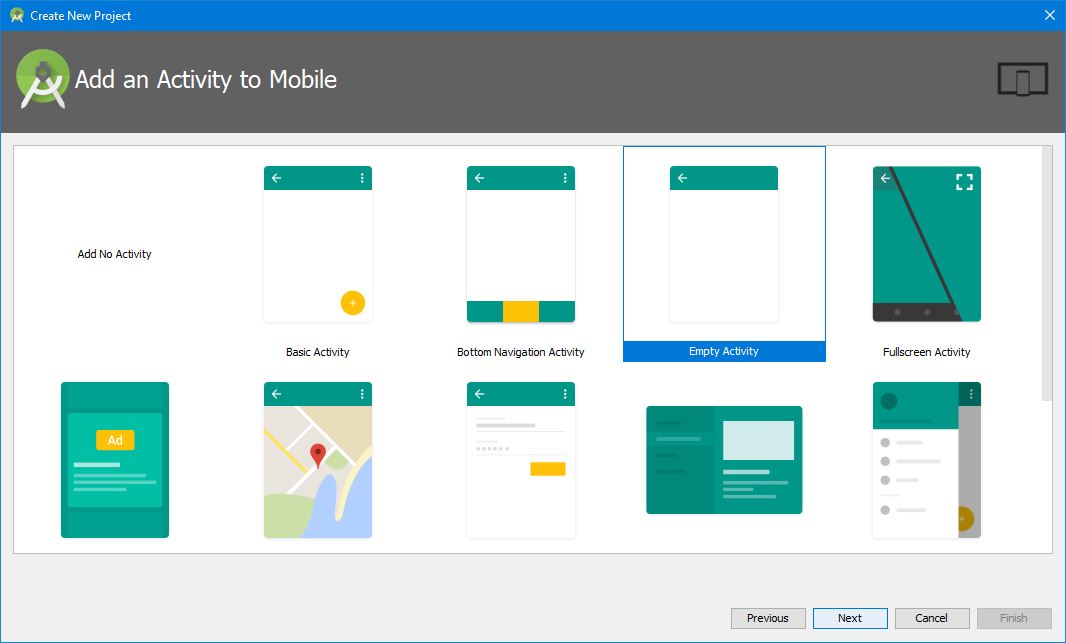 Create New Project
Add an Activity to Mobile
Add No Activity
Basic Activity
Bottom Navigation Activity
Empty Activity
Fullscreen Activity
Ad
Previous
Next
Cancel
Finish